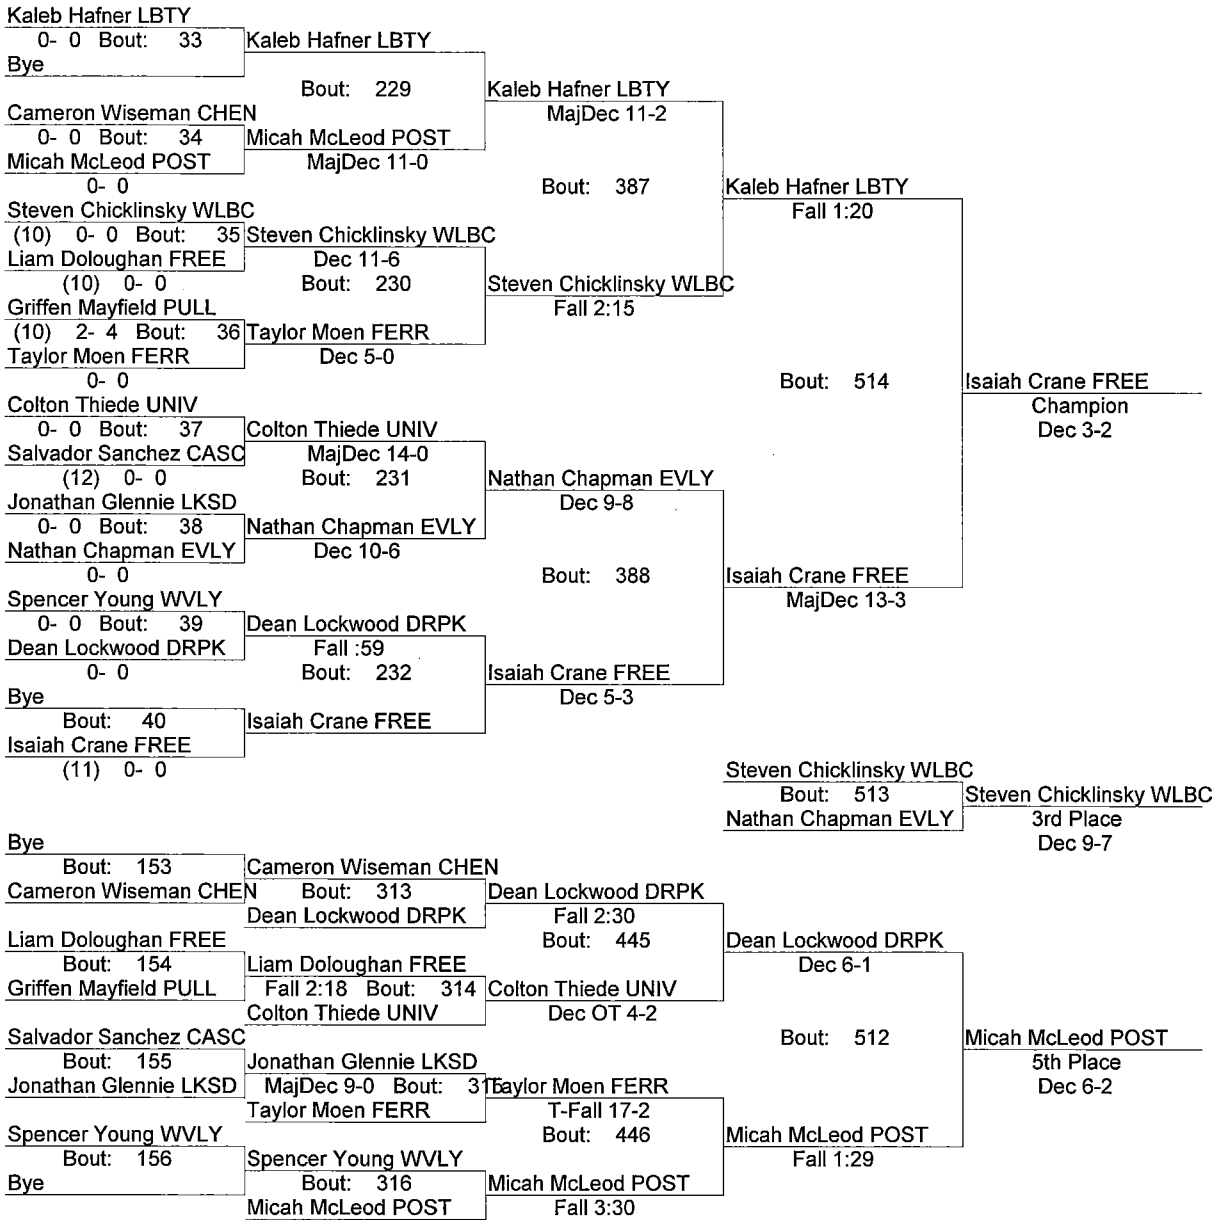 Kaleb Hafner LBTY
0- 0 Bout: 33 Kaleb Hafner LBTY
Bye
Bout: 229 Kaleb Hafner LBTY
Cameron Wiseman CHEN MajDec 11-2
0- 0 Bout: 34 Micah McLeod POST
Micah McLeod POST MajDec 11-0
0- 0 Bout: 387 Kaleb Hafner LBTY
Steven Chicklinsky WLBC Fall 1:20
(10) 0- 0 Bout: 35 Steven Chicklinsky WLBC
Liam Doloughan FREE Dec 11-6
(10) 0- 0 Bout: 230 Steven Chicklinsky WLBC
Griffen Mayfield PULL Fall 2:15
(10) 2- 4 Bout: 36 Taylor Moen FERR
Taylor Moen FERR Dec 5-0
0- 0 Bout: 514 Isaiah Crane FREE
Colton Thiede UNIV Champion
0- 0 Bout: 37 Colton Thiede UNIV Dec 3-2
Salvador Sanchez CASC MajDec 14-0
(12) 0- 0 Bout: 231 Nathan Chapman EVLY
Jonathan Glennie LKSD Dec 9-8
0- 0 Bout: 38 Nathan Chapman EVLY
Nathan Chapman EVLY Dec 10-6
0- 0 Bout: 388 Isaiah Crane FREE
Spencer Young WVLY MajDec 13-3
0- 0 Bout: 39 Dean Lockwood DRPK
Dean Lockwood DRPK Fall :59
0- 0 Bout: 232 Isaiah Crane FREE
Bye Dec 5-3
Bout: 40 Isaiah Crane FREE
Isaiah Crane FREE
(11) 0- 0 Steven Chicklinsky WLBC
Bout: 513 Steven Chicklinsky WLBC
Nathan Chapman EVLY 3rd Place
Bye Dec 9-7
Bout: 153 Cameron Wiseman CHEN
Cameron Wiseman CHEN Bout: 313 Dean Lockwood DRPK
Dean Lockwood DRPK Fall 2:30
Liam Doloughan FREE Bout: 445 Dean Lockwood DRPK
Bout: 154 Liam Doloughan FREE Dec 6-1
Griffen Mayfield PULL Fall 2:18 Bout: 314 Colton Thiede UNIV
Colton Thiede UNIV Dec OT 4-2
Salvador Sanchez CASC Bout: 512 Micah McLeod POST
Bout: 155 Jonathan Glennie LKSD 5th Place
Jonathan Glennie LKSD MajDec 9-0 Bout: 315 Taylor Moen FERR Dec 6-2
Taylor Moen FERR T-Fall 17-2
Spencer Young WVLY Bout: 446 Micah McLeod POST
Bout: 156 Spencer Young WVLY Fall 1:29
Bye Bout: 316 Micah McLeod POST
Micah McLeod POST Fall 3:30